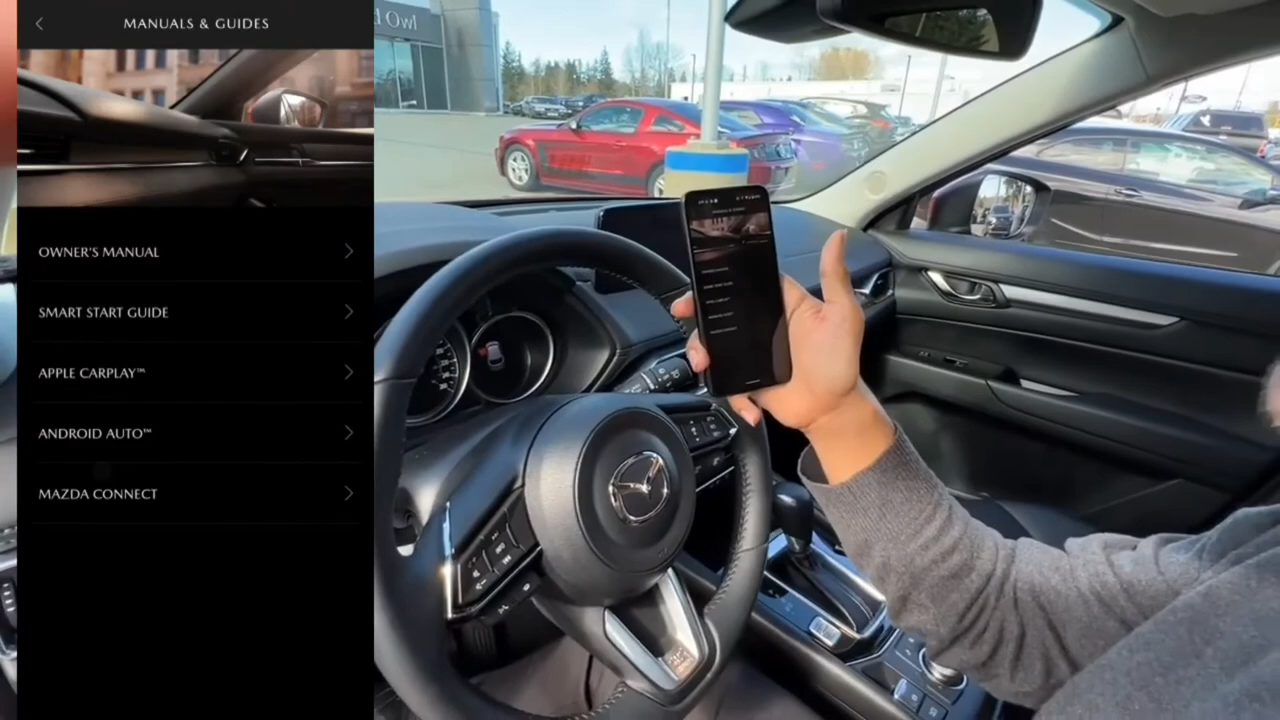 MANUALS & GUIDES
OWNER'S MANUAL
SMART START GUIDE
APPLE CARPLAY™
ANDROID AUTO™
MAZDA CONNECT
Owl